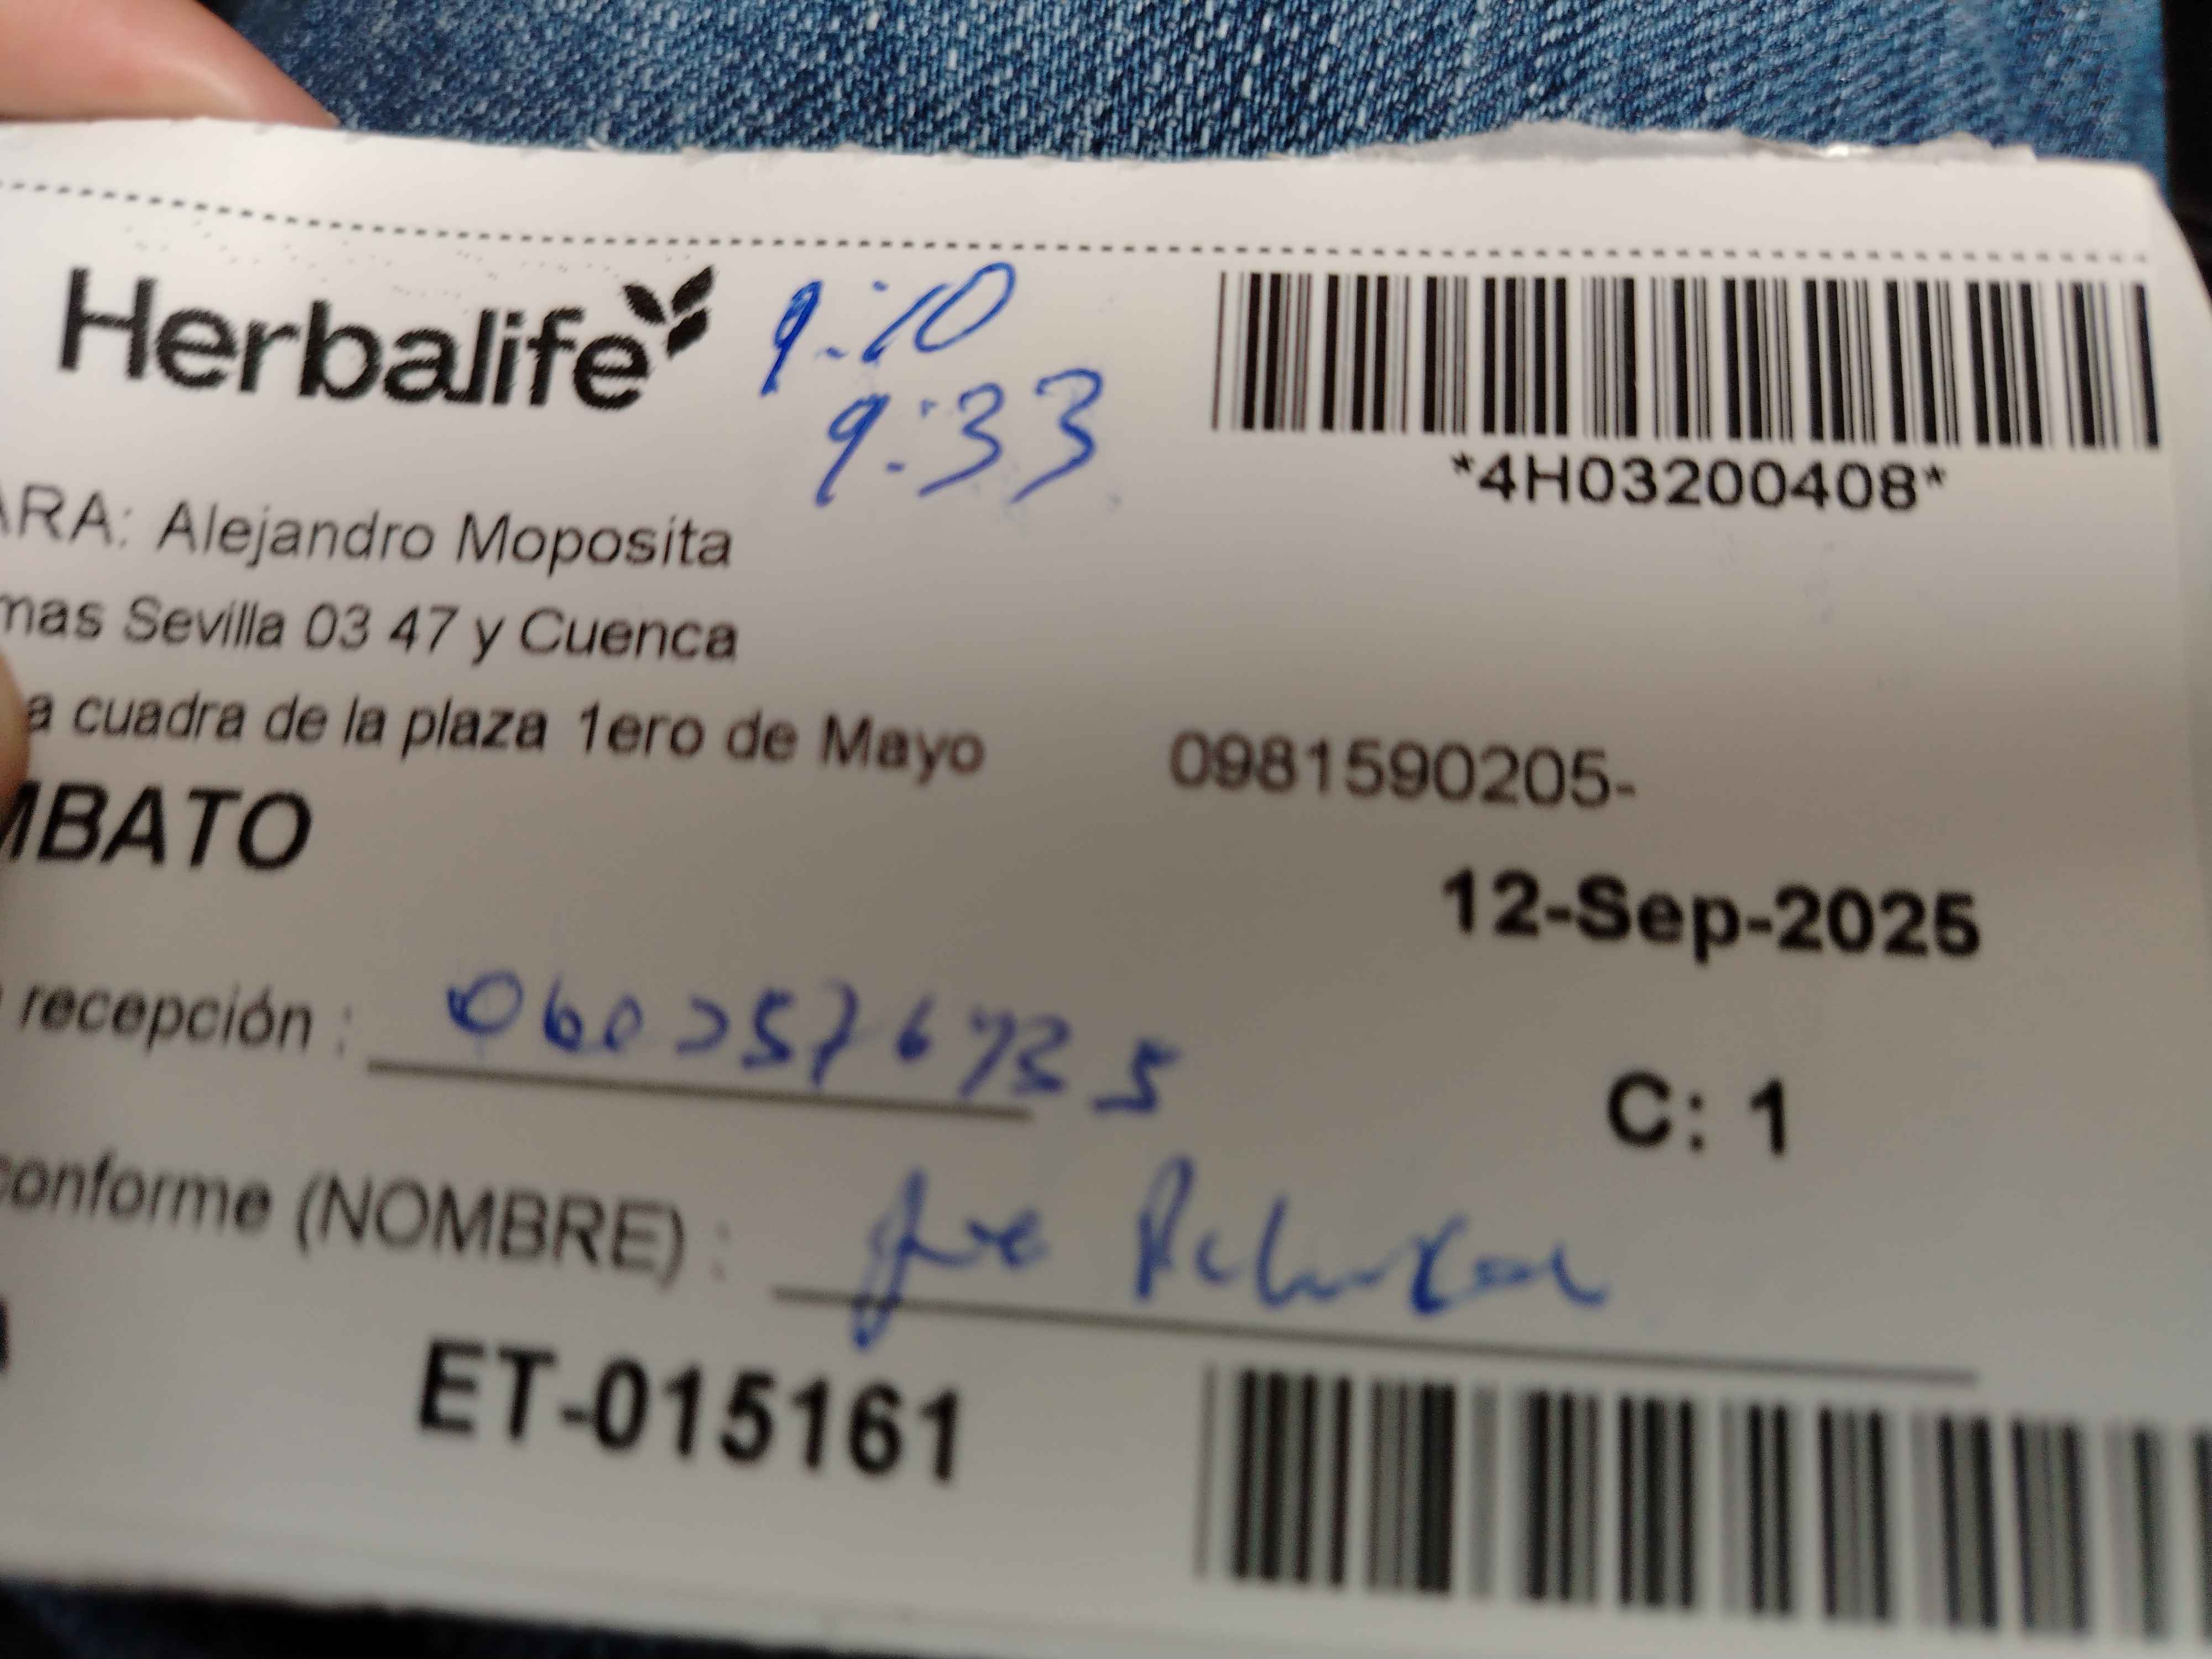 Herbalife
9:10
9:33
*4H03200408*
ARA: Alejandro Moposita
mas Sevilla 03 47 y Cuenca
a cuadra de la plaza 1ero de Mayo 0981590205-
MBATO
12-Sep-2025
recepción :
C: 1
conforme (NOMBRE) :
ET-015161